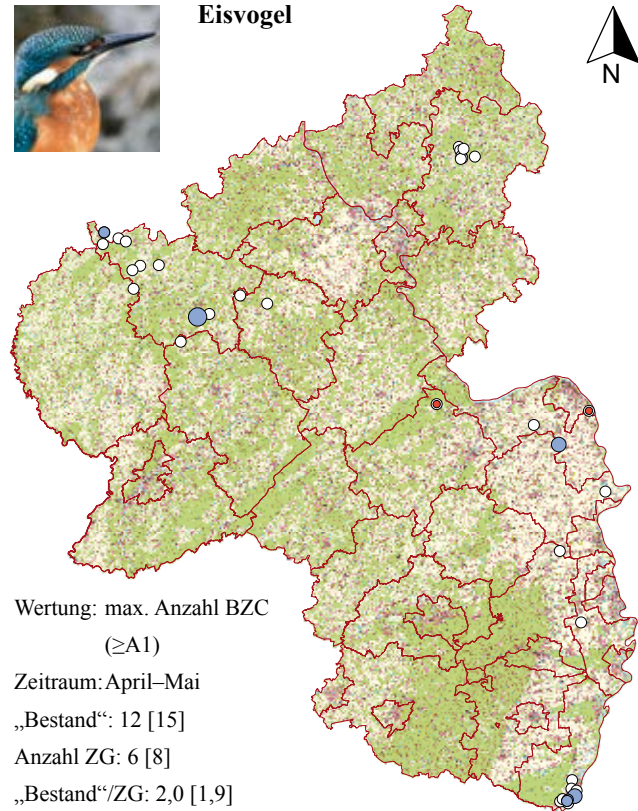 Eisvogel
N
Wertung: max. Anzahl BZC
(≥A1)
Zeitraum: April–Mai
„Bestand“: 12 [15]
Anzahl ZG: 6 [8]
„Bestand“/ZG: 2,0 [1,9]